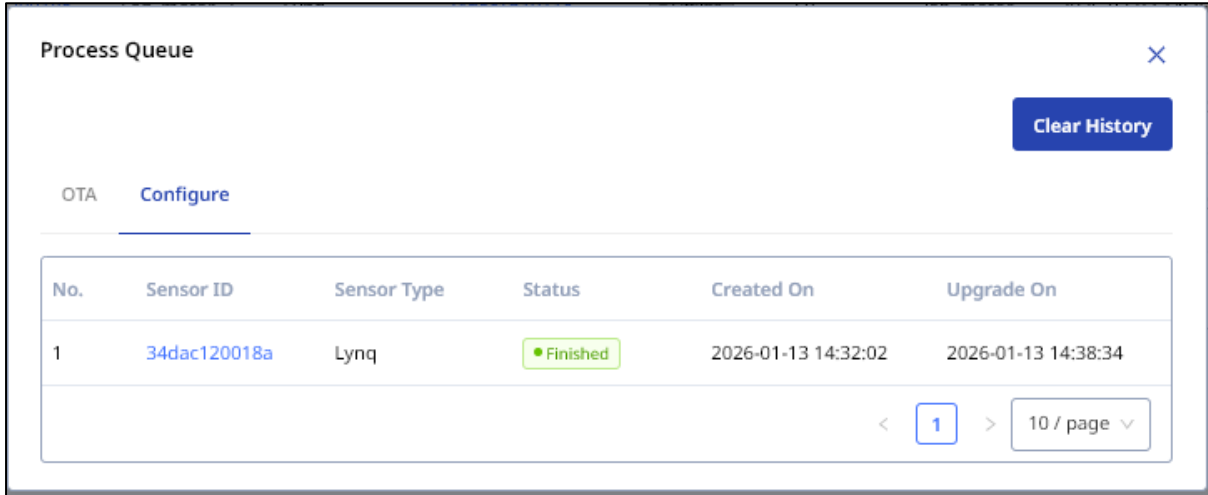 Process Queue
Clear History
OTA Configure
No. Sensor ID Sensor Type Status Created On Upgrade On
1 34dac120018a Lynq Finished 2026-01-13 14:32:02 2026-01-13 14:38:34
1 10 / page